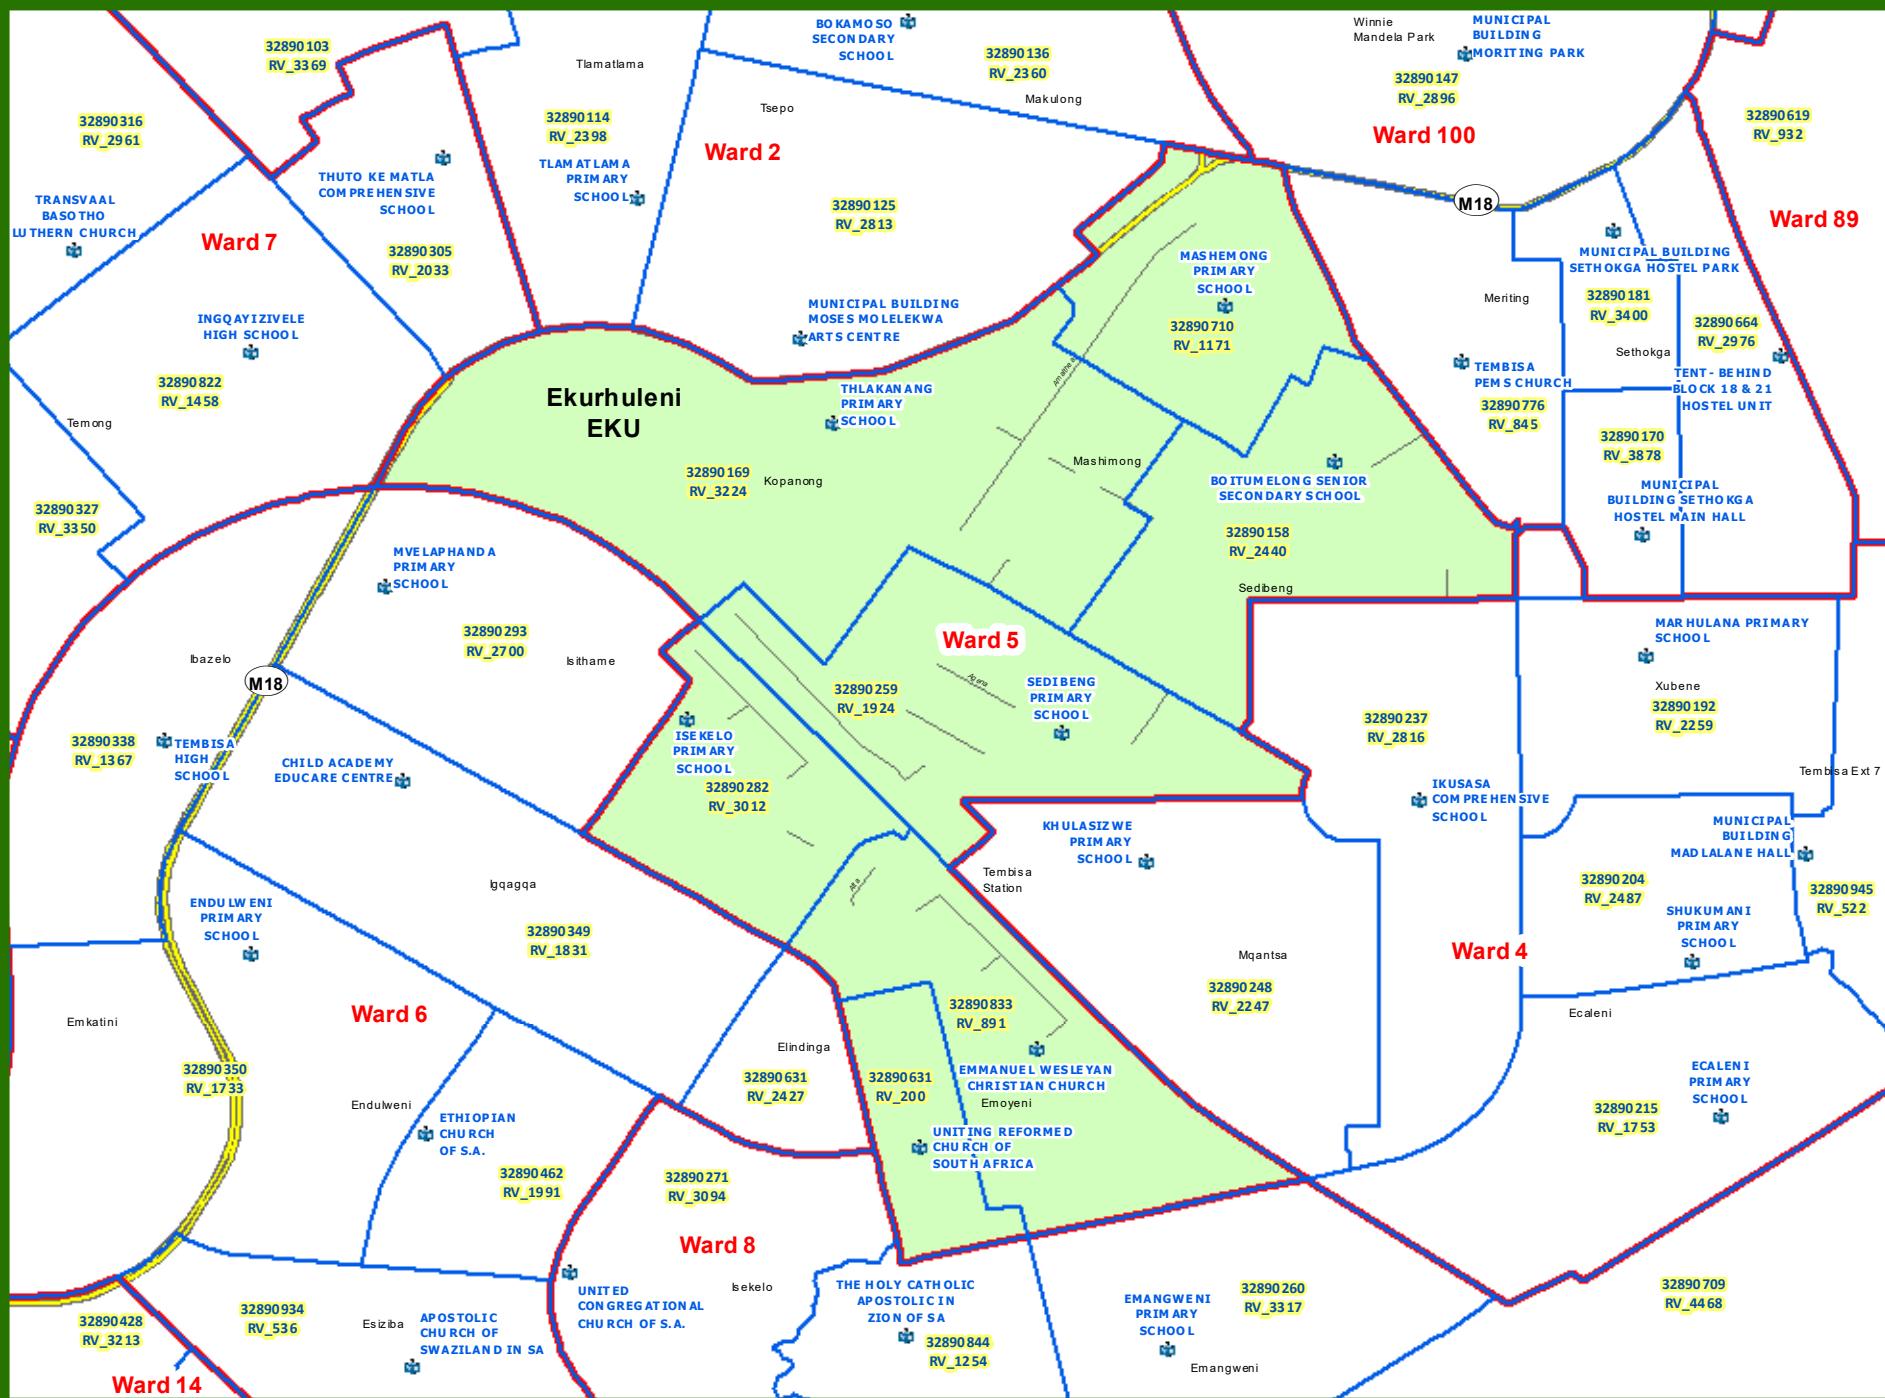 32890103
RV_3369
BOKAMOSO
SECONDARY
SCHOOL
32890136
RV_2360
Winnie
Mandela Park
MUNICIPAL
BUILDING
MORITING PARK
Tlamatlama
32890147
RV_2896
Tsepo
Makulong
32890316
RV_2961
32890114
RV_2398
32890619
RV_932
Ward 100
Ward 2
TLAMATLAMA
PRIMARY
SCHOOL
THUTO KE MATLA
COMPREHENSIVE
SCHOOL
TRANSVAAL
BASOTHO
LUTHERN CHURCH
32890125
RV_2813
M18
Ward 89
Ward 7
32890305
RV_2033
MASHEMONG
PRIMARY
SCHOOL
MUNICIPAL BUILDING
SETHOKGA HOSTEL PARK
Meriting
32890181
RV_3400
INGQAYIZIVELE
HIGH SCHOOL
MUNICIPAL BUILDING
MOSES MOLELEKWA
ARTS CENTRE
32890710
RV_1171
32890664
RV_2976
Sethokga
TEMBISA
PEMS CHURCH
TENT - BEHIND
BLOCK 18 & 21
HOSTEL UNIT
32890822
RV_1458
Ekurhuleni
EKU
THLAKANANG
PRIMARY
SCHOOL
32890776
RV_845
Temong
32890170
RV_3878
32890169
RV_3224
Kopanong
Mashimong
BOITUMELONG SENIOR
SECONDARY SCHOOL
MUNICIPAL
BUILDING SETHOKGA
HOSTEL MAIN HALL
32890327
RV_3350
32890158
RV_2440
MVELAPHANDA
PRIMARY
SCHOOL
Sedibeng
32890293
RV_2700
Ward 5
MARHULANA PRIMARY
SCHOOL
Ibazelo
Isithame
M18
32890259
RV_1924
Agena
SEDIBENG
PRIMARY
SCHOOL
Xubene
32890192
RV_2259
32890237
RV_2816
32890338
RV_1367
TEMBISA
HIGH
SCHOOL
CHILD ACADEMY
EDUCARE CENTRE
ISEKELO
PRIMARY
SCHOOL
32890282
RV_3012
Tembisa Ext 7
IKUSASA
COMPREHENSIVE
SCHOOL
KHULASIZWE
PRIMARY
SCHOOL
MUNICIPAL
BUILDING
MADLALANE HALL
Tembisa
Station
Igqagqa
32890204
RV_2487
32890945
RV_522
ENDULWENI
PRIMARY
SCHOOL
SHUKUMANI
PRIMARY
SCHOOL
32890349
RV_1831
Mqantsa
Ward 4
32890248
RV_2247
Ward 6
Emkatini
32890833
RV_891
Ecaleni
Elindinga
32890350
RV_1733
32890631
RV_2427
32890631
RV_200
EMMANUEL WESLEYAN
CHRISTIAN CHURCH
Emoyeni
ECALENI
PRIMARY
SCHOOL
Endulweni
32890215
RV_1753
ETHIOPIAN
CHURCH
OF S.A.
UNITING REFORMED
CHURCH OF
SOUTH AFRICA
32890462
RV_1991
32890271
RV_3094
Ward 8
Isekelo
THE HOLY CATHOLIC
APOSTOLIC IN
ZION OF SA
32890260
RV_3317
32890709
RV_4468
UNITED
CONGREGATIONAL
CHURCH OF S.A.
EMANGWENI
PRIMARY
SCHOOL
32890934
RV_536
32890428
RV_3213
Esiziba
APOSTOLIC
CHURCH OF
SWAZILAND IN SA
32890844
RV_1254
Emangweni
Ward 14